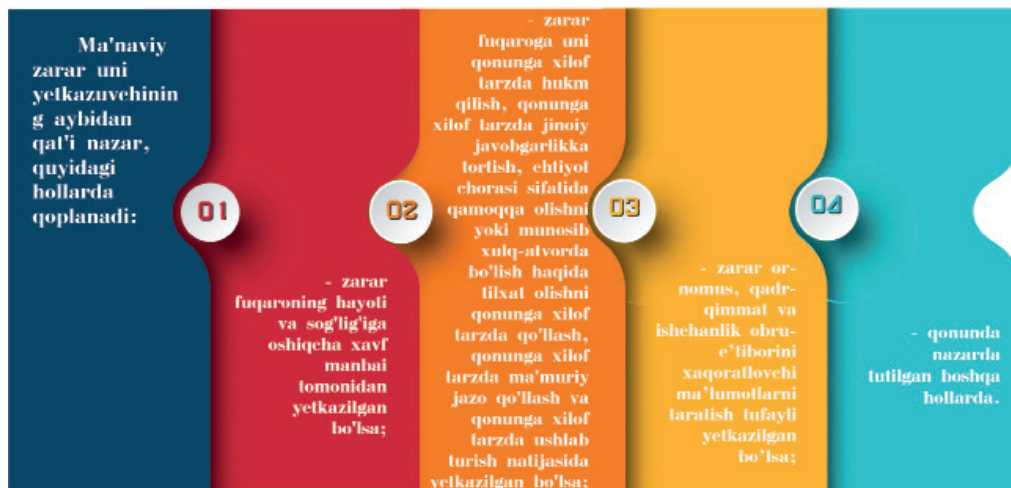 Ma'naviy
zarar uni
yetkazuvchinin
g aybidan
qat'i nazar,
quyidagi
hollarda
qoplanadi:
01
- zarar
fuqaroning hayoti
va sog'lig'iga
oshiqcha xavf
manbai
tomonidan
yetkazilgan
bo'lsa;
02
- zarar
fuqaroga uni
qonunga xilof
tarzda hukm
qilish, qonunga
xilof tarzda jinoiy
javobgarlikka
tortish, ehtiyot
chorasi sifatida
qamoqqa olishni
yoki munosib
xulq-atvorda
bo'lish haqida
tilxat olishni
qonunga xilof
tarzda qo'llash,
qonunga xilof
tarzda ma'muriy
jazo qo'llash va
qonunga xilof
tarzda ushlab
turish natijasida
yetkazilgan bo'lsa;
03
- zarar or-
nomus, qadr-
qimmat va
ishchanlik obru-
e’tiborini
xaqoratlovchi
ma’lumotlarni
taratish tufayli
yetkazilgan
bo’lsa;
04
- qonunda
nazarda
tutilgan boshqa
hollarda.